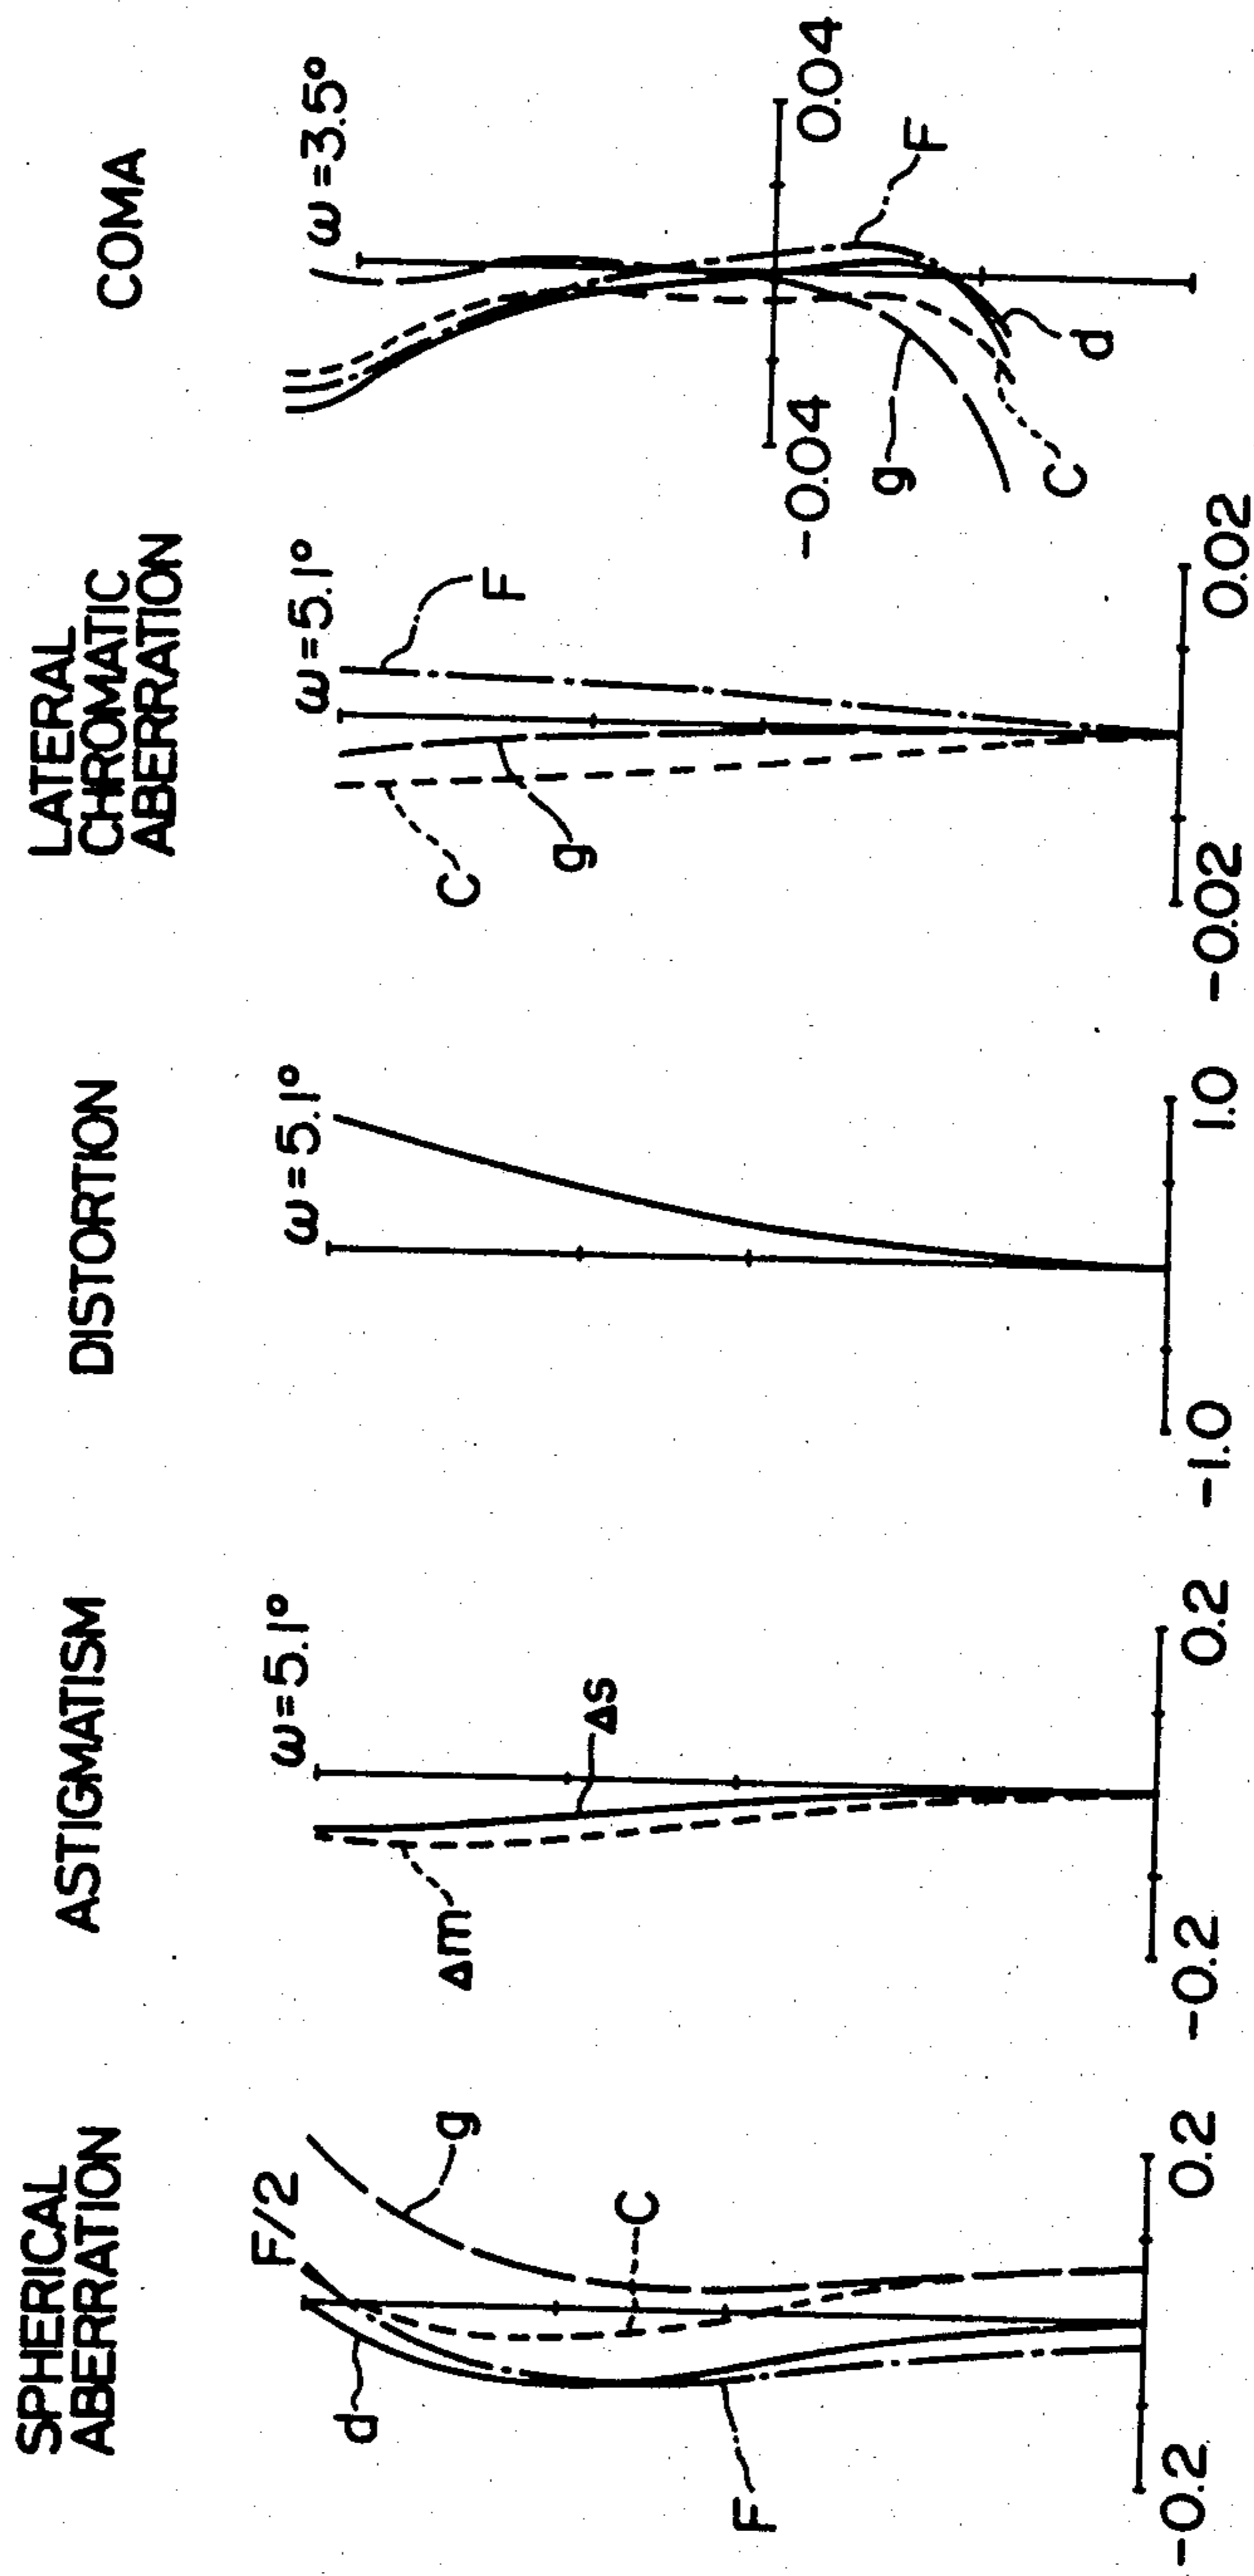 SPHERICAL
ABERRATION
F/2
d
g
C
F
-0.2
0.2
ASTIGMATISM
ω=5.1°
Δm
Δs
-0.2
0.2
DISTORTION
ω=5.1°
-1.0
1.0
LATERAL
CHROMATIC
ABERRATION
ω=5.1°
C
g
F
-0.02
0.02
COMA
ω=3.5°
-0.04
0.04
g
C
d
F